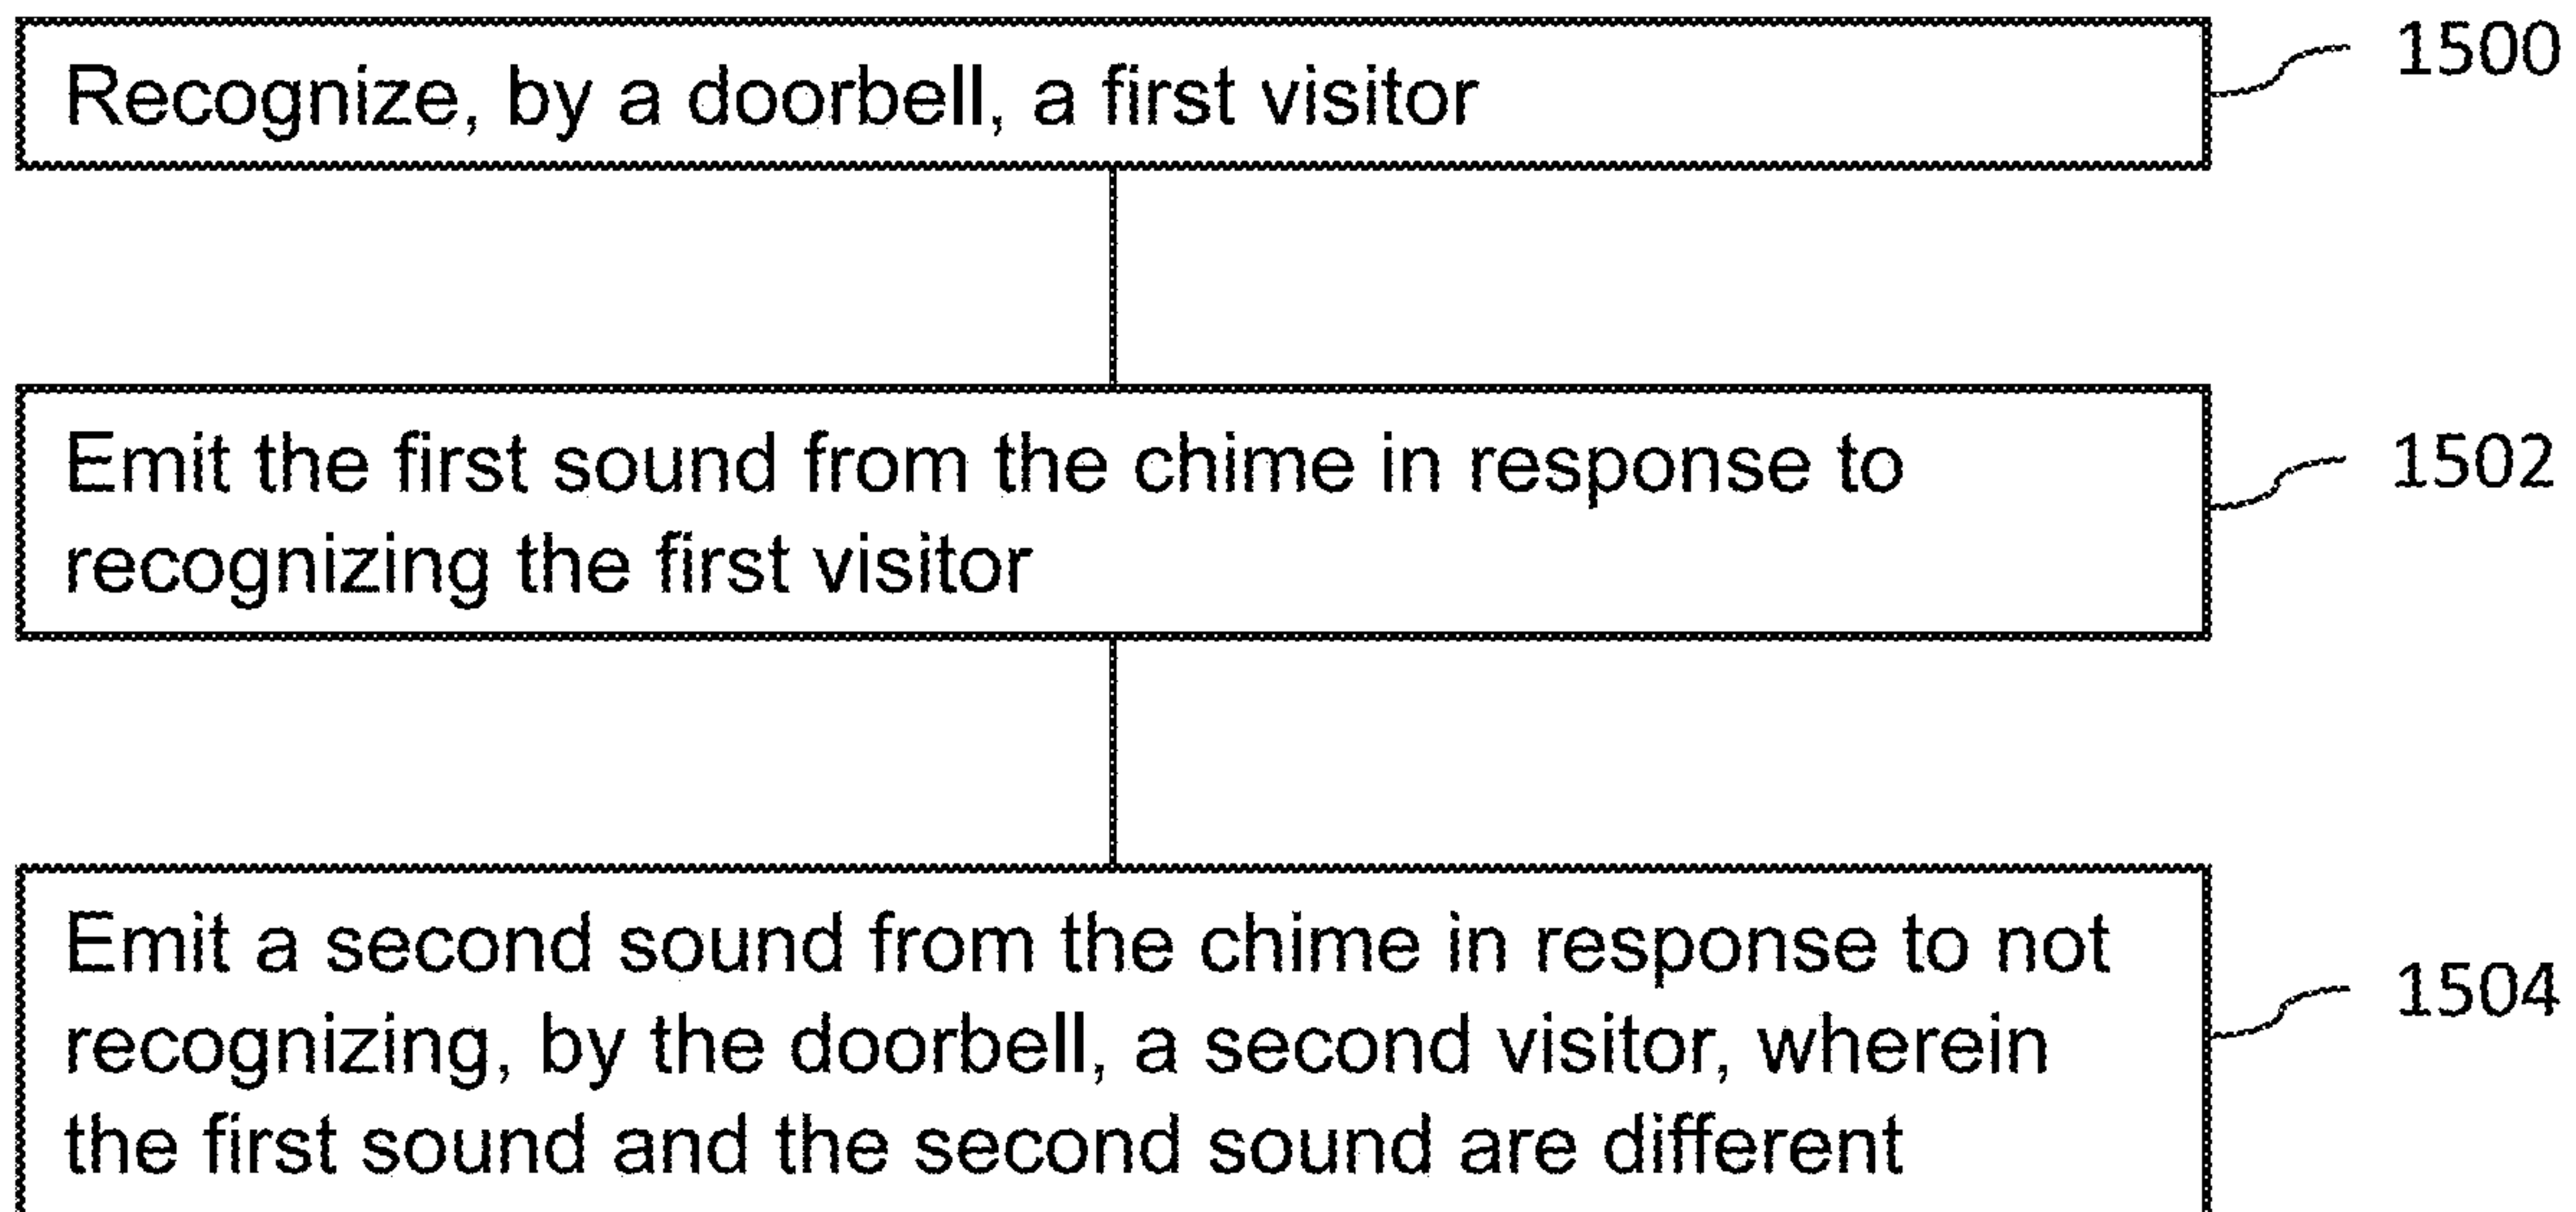 Recognize, by a doorbell, a first visitor
1500
Emit the first sound from the chime in response to
recognizing the first visitor
1502
Emit a second sound from the chime in response to not
recognizing, by the doorbell, a second visitor, wherein
the first sound and the second sound are different
1504